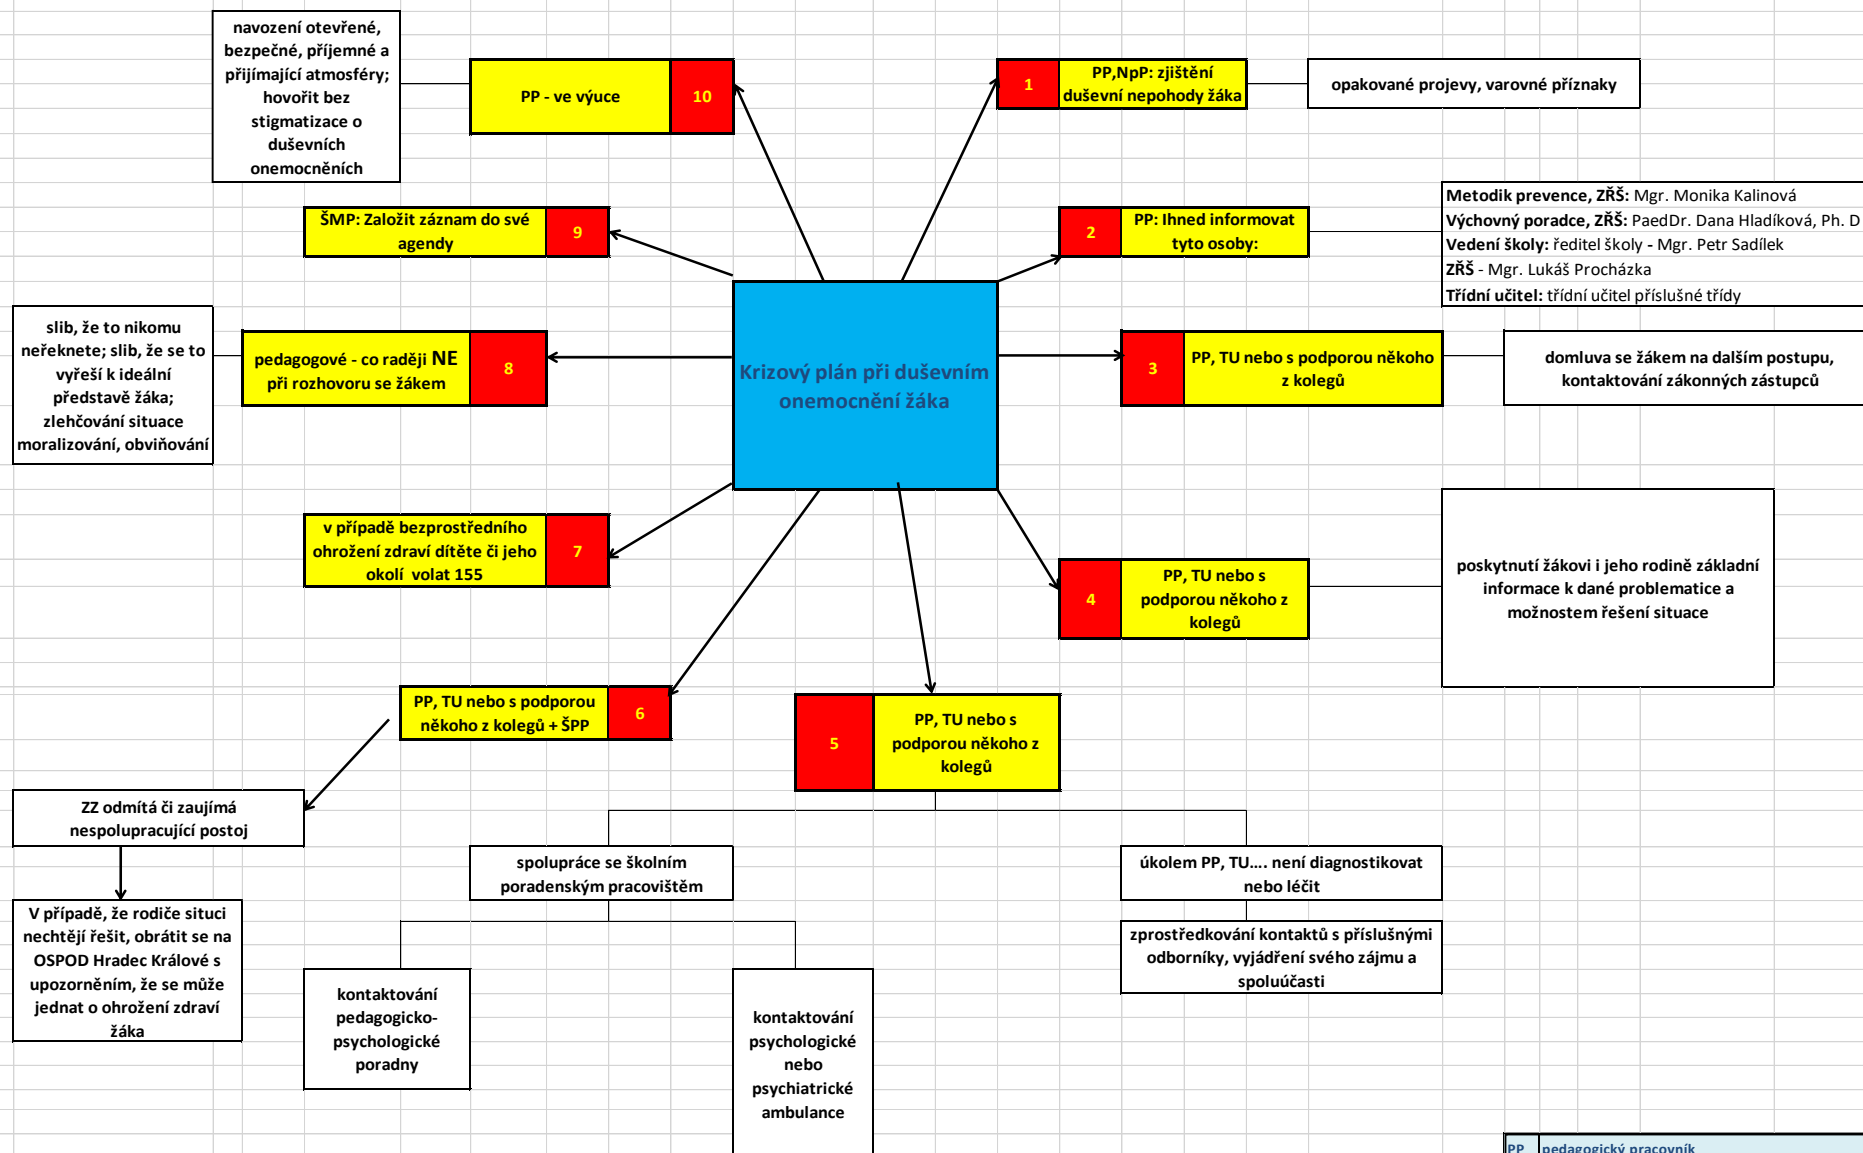 navození otevřené,
bezpečné, příjemné a
přijímající atmosféry;
hovořit bez
stigmatizace o
duševních
onemocněních
PP - ve výuce
10
1
PP,NpP: zjištění
duševní nepohody žáka
opakované projevy, varovné příznaky
ŠMP: Založit záznam do své
agendy
9
2
PP: Ihned informovat
tyto osoby:
Metodik prevence, ZŘŠ: Mgr. Monika Kalinová
Výchovný poradce, ZŘŠ: PaedDr. Dana Hladíková, Ph. D
Vedení školy: ředitel školy - Mgr. Petr Sadílek
ZŘŠ - Mgr. Lukáš Procházka
Třídní učitel: třídní učitel příslušné třídy
slib, že to nikomu
neřeknete; slib, že se to
vyřeší k ideální
představě žáka;
zlehčování situace
moralizování, obviňování
pedagogové - co raději NE
při rozhovoru se žákem
8
Krizový plán při duševním
onemocnění žáka
3
PP, TU nebo s podporou někoho
z kolegů
domluva se žákem na dalším postupu,
kontaktování zákonných zástupců
v případě bezprostředního
ohrožení zdraví dítěte či jeho
okolí volat 155
7
4
PP, TU nebo s
podporou někoho z
kolegů
poskytnutí žákovi i jeho rodině základní
informace k dané problematice a
možnostem řešení situace
PP, TU nebo s podporou
někoho z kolegů + ŠPP
6
5
PP, TU nebo s
podporou někoho z
kolegů
ZZ odmítá či zaujímá
nespolupracující postoj
spolupráce se školním
poradenským pracovištěm
úkolem PP, TU.... není diagnostikovat
nebo léčit
V případě, že rodiče situci
nechtějí řešit, obrátit se na
OSPOD Hradec Králové s
upozorněním, že se může
jednat o ohrožení zdraví
žáka
zprostředkování kontaktů s příslušnými
odborníky, vyjádření svého zájmu a
spoluúčasti
kontaktování
pedagogicko-
psychologické
poradny
kontaktování
psychologické
nebo
psychiatrické
ambulance
PP pedagogický pracovník